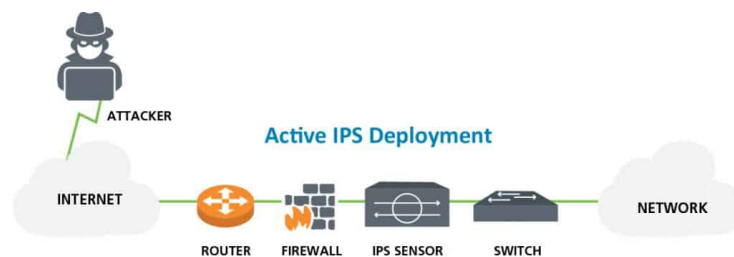 ATTACKER
Active IPS Deployment
INTERNET
NETWORK
ROUTER
FIREWALL
IPS SENSOR
SWITCH